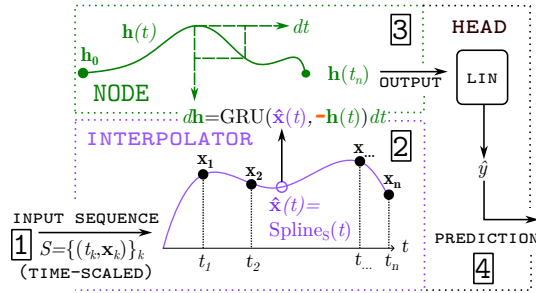 3
HEAD
h(t)
dt
h₀
h(tₙ)
NODE
OUTPUT
LIN
dh=GRU(x̂(t), -h(t))dt
INTERPOLATOR
2
x₁
x₂
x...
xₙ
ŷ
x̂(t)=
Splineₛ(t)
INPUT SEQUENCE
1
S={(tₖ,xₖ)}ₖ
(TIME-SCALED)
t₁
t₂
t...
tₙ
t
PREDICTION
4